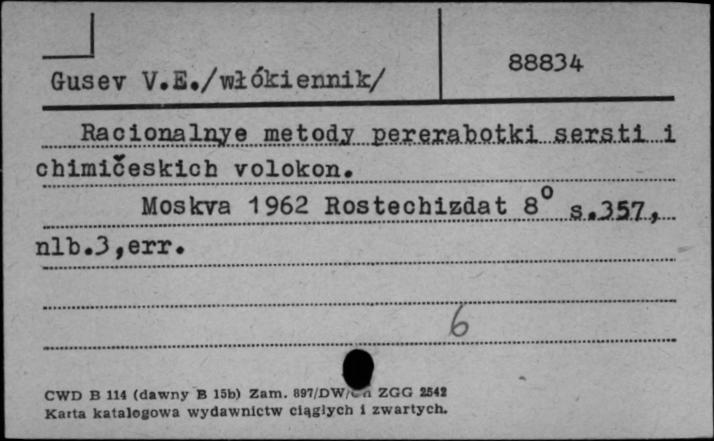 88834
Gusev V.E./włókiennik/
Racionalnye metody pererabotki sersti i
chimičeskich volokon.
Moskva 1962 Rostechizdat 8° s.357,
nlb.3,err.
6
CWD B 114 (dawny B 15b) Zam. 897/DW/ ZGG 2542
Karta katalogowa wydawnictw ciągłych i zwartych.